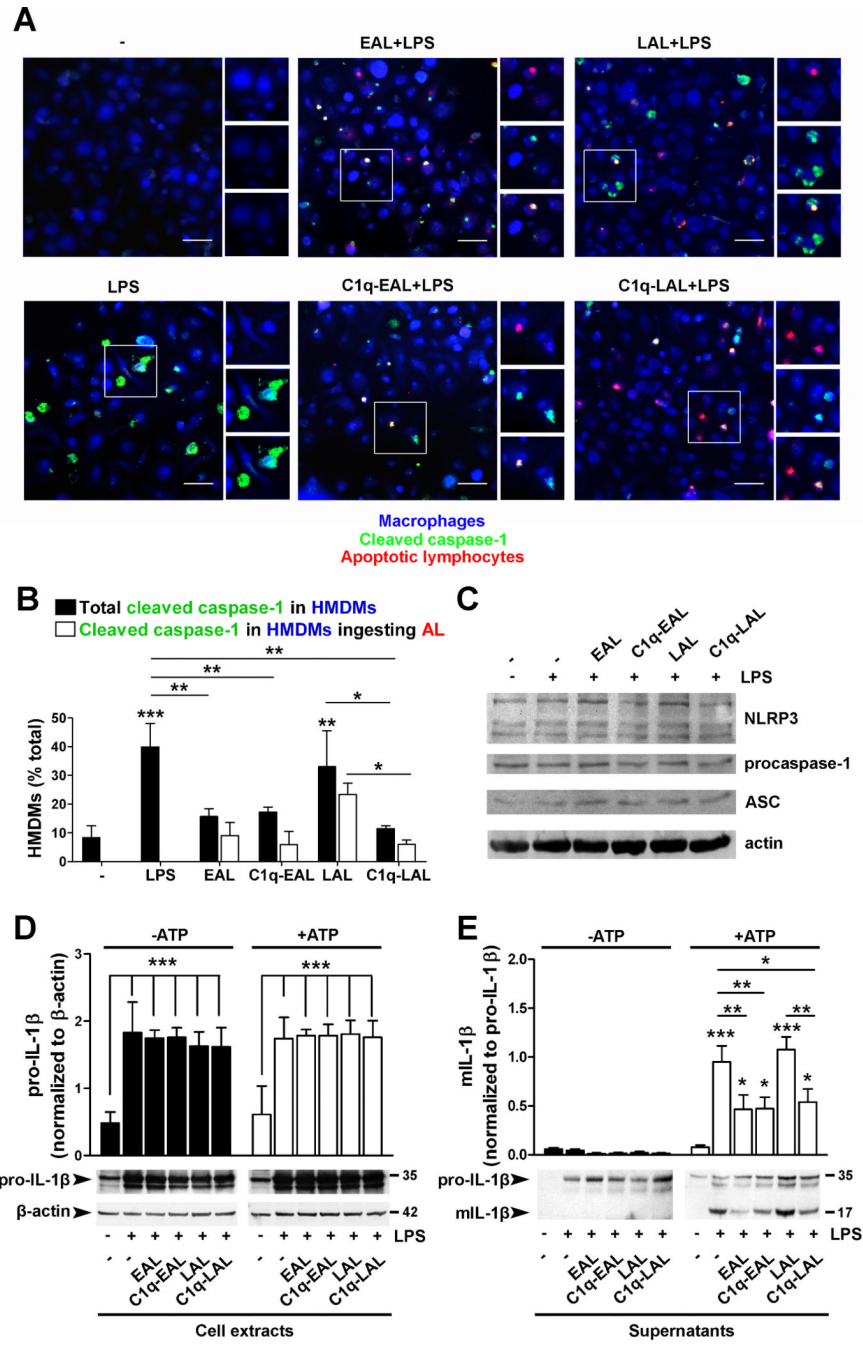 A
-
EAL+LPS
LAL+LPS
LPS
C1q-EAL+LPS
C1q-LAL+LPS
Macrophages
Cleaved caspase-1
Apoptotic lymphocytes
B
Total cleaved caspase-1 in HMDMs
Cleaved caspase-1 in HMDMs ingesting AL
**
**
**
*
***
**
*
HMDMs (% total)
50
40
30
20
10
0
- LPS EAL C1q-EAL LAL C1q-LAL
C
- - EAL C1q-EAL LAL C1q-LAL
- + + + + + LPS
NLRP3
procaspase-1
ASC
actin
D
-ATP +ATP
*** ***
pro-IL-1β
(normalized to β-actin)
3
2
1
0
pro-IL-1β 35
β-actin 42
- + + + + + - + + + + + LPS
- - EAL C1q-EAL LAL C1q-LAL - - EAL C1q-EAL LAL C1q-LAL
Cell extracts
E
-ATP +ATP
mIL-1β
(normalized to pro-IL-1β)
2.0
1.5
1.0
0.5
0.0
*
**
** **
*** ***
* * *
pro-IL-1β 35
mIL-1β 17
- + + + + + - + + + + + LPS
- - EAL C1q-EAL LAL C1q-LAL - - EAL C1q-EAL LAL C1q-LAL
Supernatants